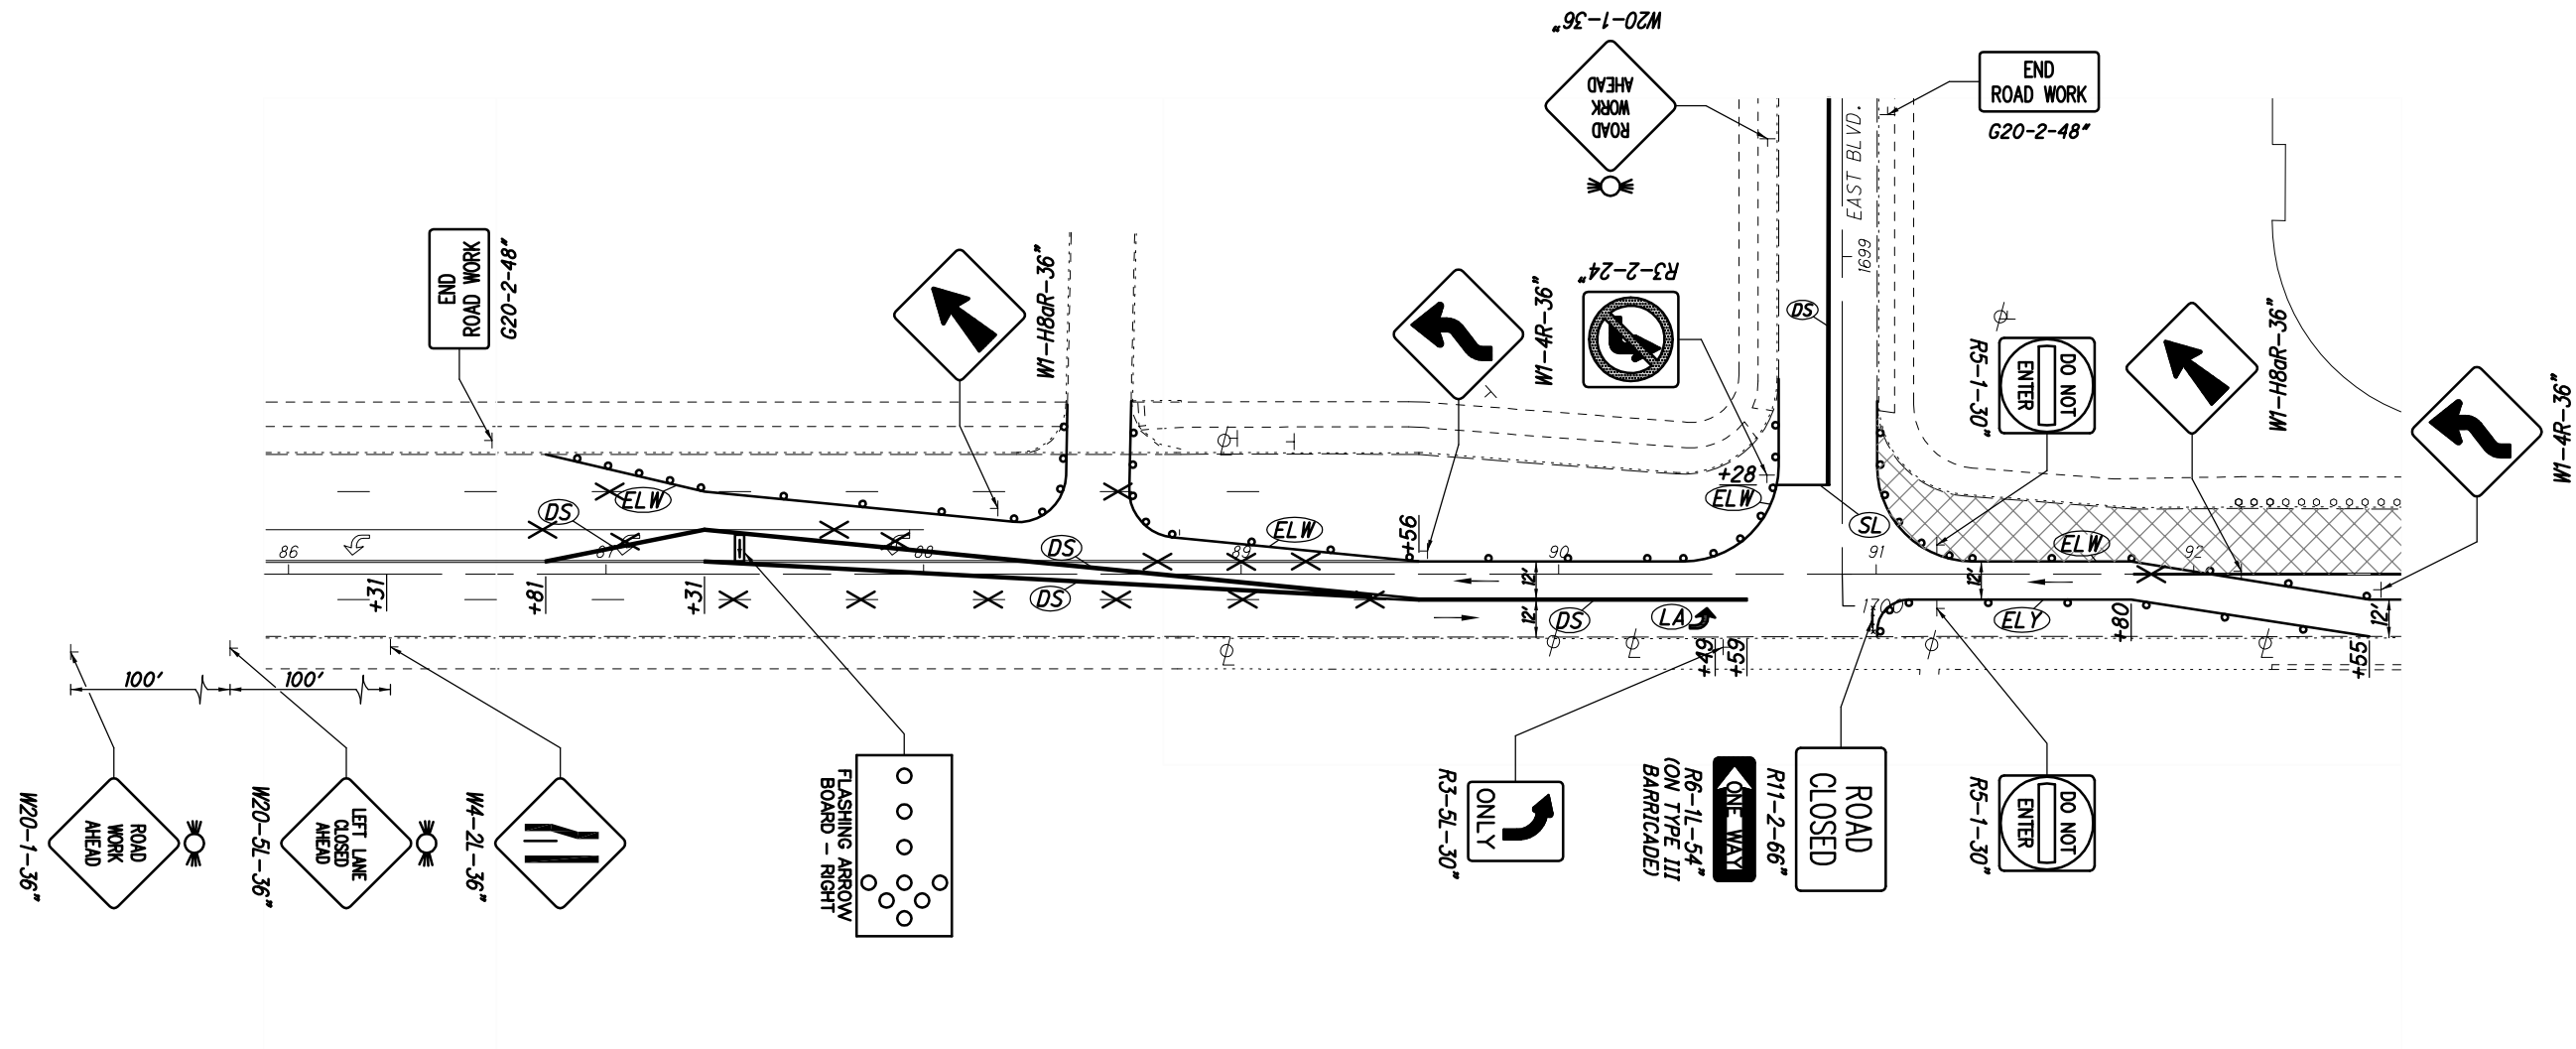 W20-1-36"
ROAD
WORK
AHEAD
END
ROAD WORK
G20-2-48"
EAST BLVD.
1699
END
ROAD WORK
G20-2-48"
W1-H8aR-36"
W1-4R-36"
R3-2-24"
DS
R5-1-30"
DO NOT
ENTER
W1-H8aR-36"
W1-4R-36"
+28
ELW
DS
ELW
ELW
+56
SL
ELW
86
87
88
89
90
91
92
DS
DS
12'
12'
12'
12'
+31
+81
+31
DS
LA
1700
ELY
+80
+49
+59
+55
100'
100'
ROAD
WORK
AHEAD
W20-1-36"
LEFT LANE
CLOSED
AHEAD
W20-5L-36"
W4-2L-36"
FLASHING ARROW
BOARD - RIGHT
ONLY
R3-5L-30"
ONE WAY
R6-1L-54"
(ON TYPE III
BARRICADE)
ROAD
CLOSED
R11-2-66"
DO NOT
ENTER
R5-1-30"